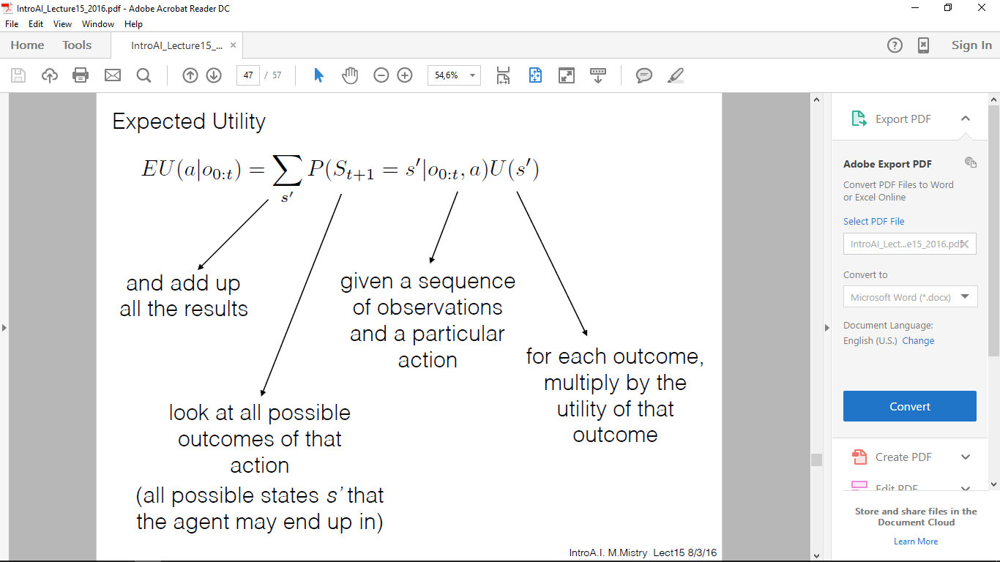 IntroAI_Lecture15_2016.pdf - Adobe Acrobat Reader DC
File Edit View Window Help
Home Tools IntroAI_Lecture15_... × Sign In
47 / 57 54,6%
Expected Utility
EU(a|o₀:t) = ∑s′ P(St+1 = s′|o₀:t, a)U(s′)
and add up
all the results
given a sequence
of observations
and a particular
action
for each outcome,
multiply by the
utility of that
outcome
look at all possible
outcomes of that
action
(all possible states s’ that
the agent may end up in)
IntroA.I. M.Mistry Lect15 8/3/16
Export PDF
Adobe Export PDF
Convert PDF Files to Word
or Excel Online
Select PDF File
IntroAI_Lect...e15_2016.pdf
Convert to
Microsoft Word (*.docx)
Document Language:
English (U.S.) Change
Convert
Create PDF
Edit PDF
Store and share files in the
Document Cloud
Learn More